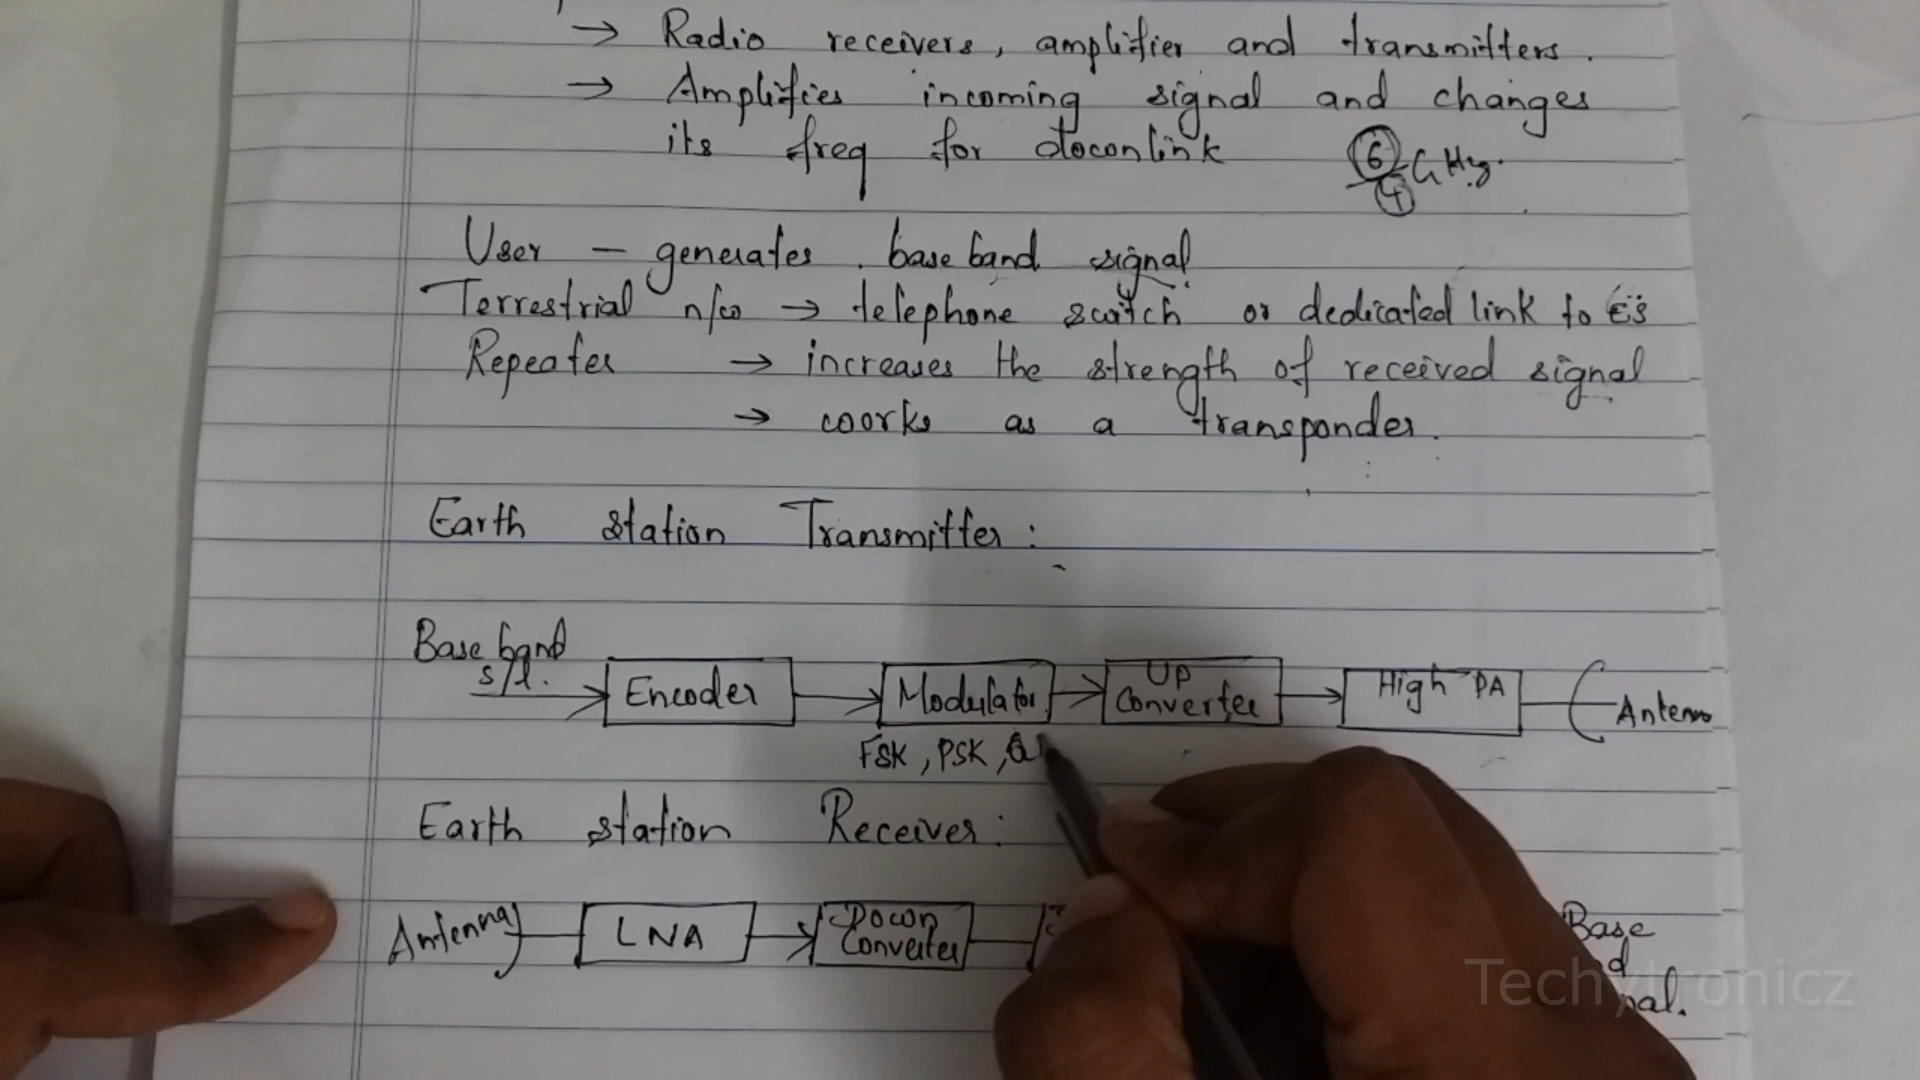 → Radio receivers, amplifier and transmitters.
→ Amplifies incoming signal and changes
its freq for downlink 6/4 GHz.
User – generates baseband signal
Terrestrial n/w → telephone switch or dedicated link to ES
Repeater → increases the strength of received signal
→ works as a transponder.
Earth station Transmitter:
Base band
s/l.
Encoder
Modulator
UP
Converter
High PA
Antenna
FSK, PSK, Q
Earth station Receiver:
Antenna
LNA
Down
Converter
Base
Techytronicz